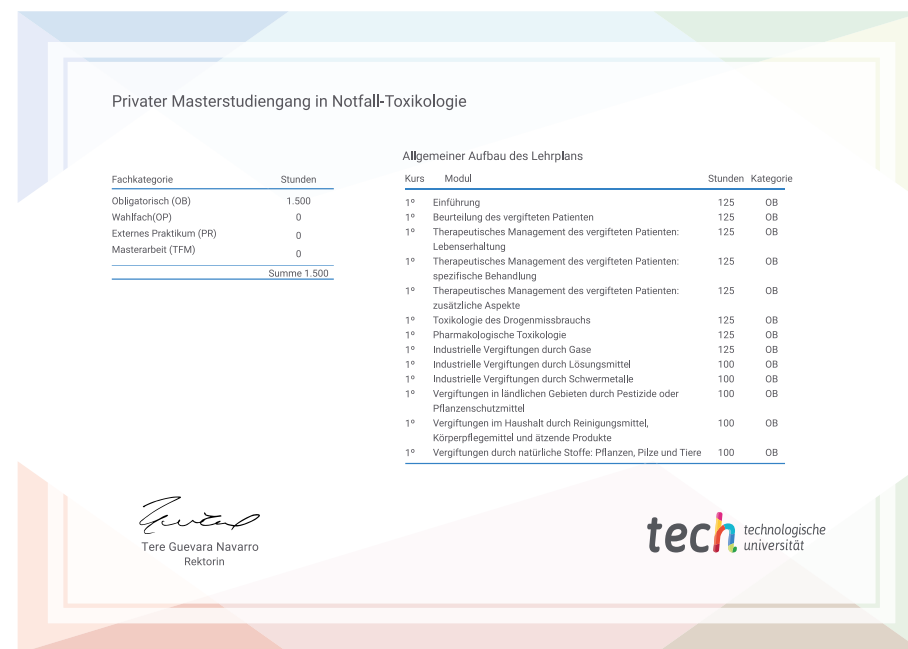 Privater Masterstudiengang in Notfall-Toxikologie
Fachkategorie Stunden
Obligatorisch (OB) 1.500
Wahlfach(OP) 0
Externes Praktikum (PR) 0
Masterarbeit (TFM) 0
Summe 1.500
Allgemeiner Aufbau des Lehrplans
Kurs Modul Stunden Kategorie
1º Einführung 125 OB
1º Beurteilung des vergifteten Patienten 125 OB
1º Therapeutisches Management des vergifteten Patienten: 125 OB
Lebenserhaltung
1º Therapeutisches Management des vergifteten Patienten: 125 OB
spezifische Behandlung
1º Therapeutisches Management des vergifteten Patienten: 125 OB
zusätzliche Aspekte
1º Toxikologie des Drogenmissbrauchs 125 OB
1º Pharmakologische Toxikologie 125 OB
1º Industrielle Vergiftungen durch Gase 125 OB
1º Industrielle Vergiftungen durch Lösungsmittel 100 OB
1º Industrielle Vergiftungen durch Schwermetalle 100 OB
1º Vergiftungen in ländlichen Gebieten durch Pestizide oder 100 OB
Pflanzenschutzmittel
1º Vergiftungen im Haushalt durch Reinigungsmittel, 100 OB
Körperpflegemittel und ätzende Produkte
1º Vergiftungen durch natürliche Stoffe: Pflanzen, Pilze und Tiere 100 OB
Tere Guevara Navarro
Rektorin
tech technologische
universität